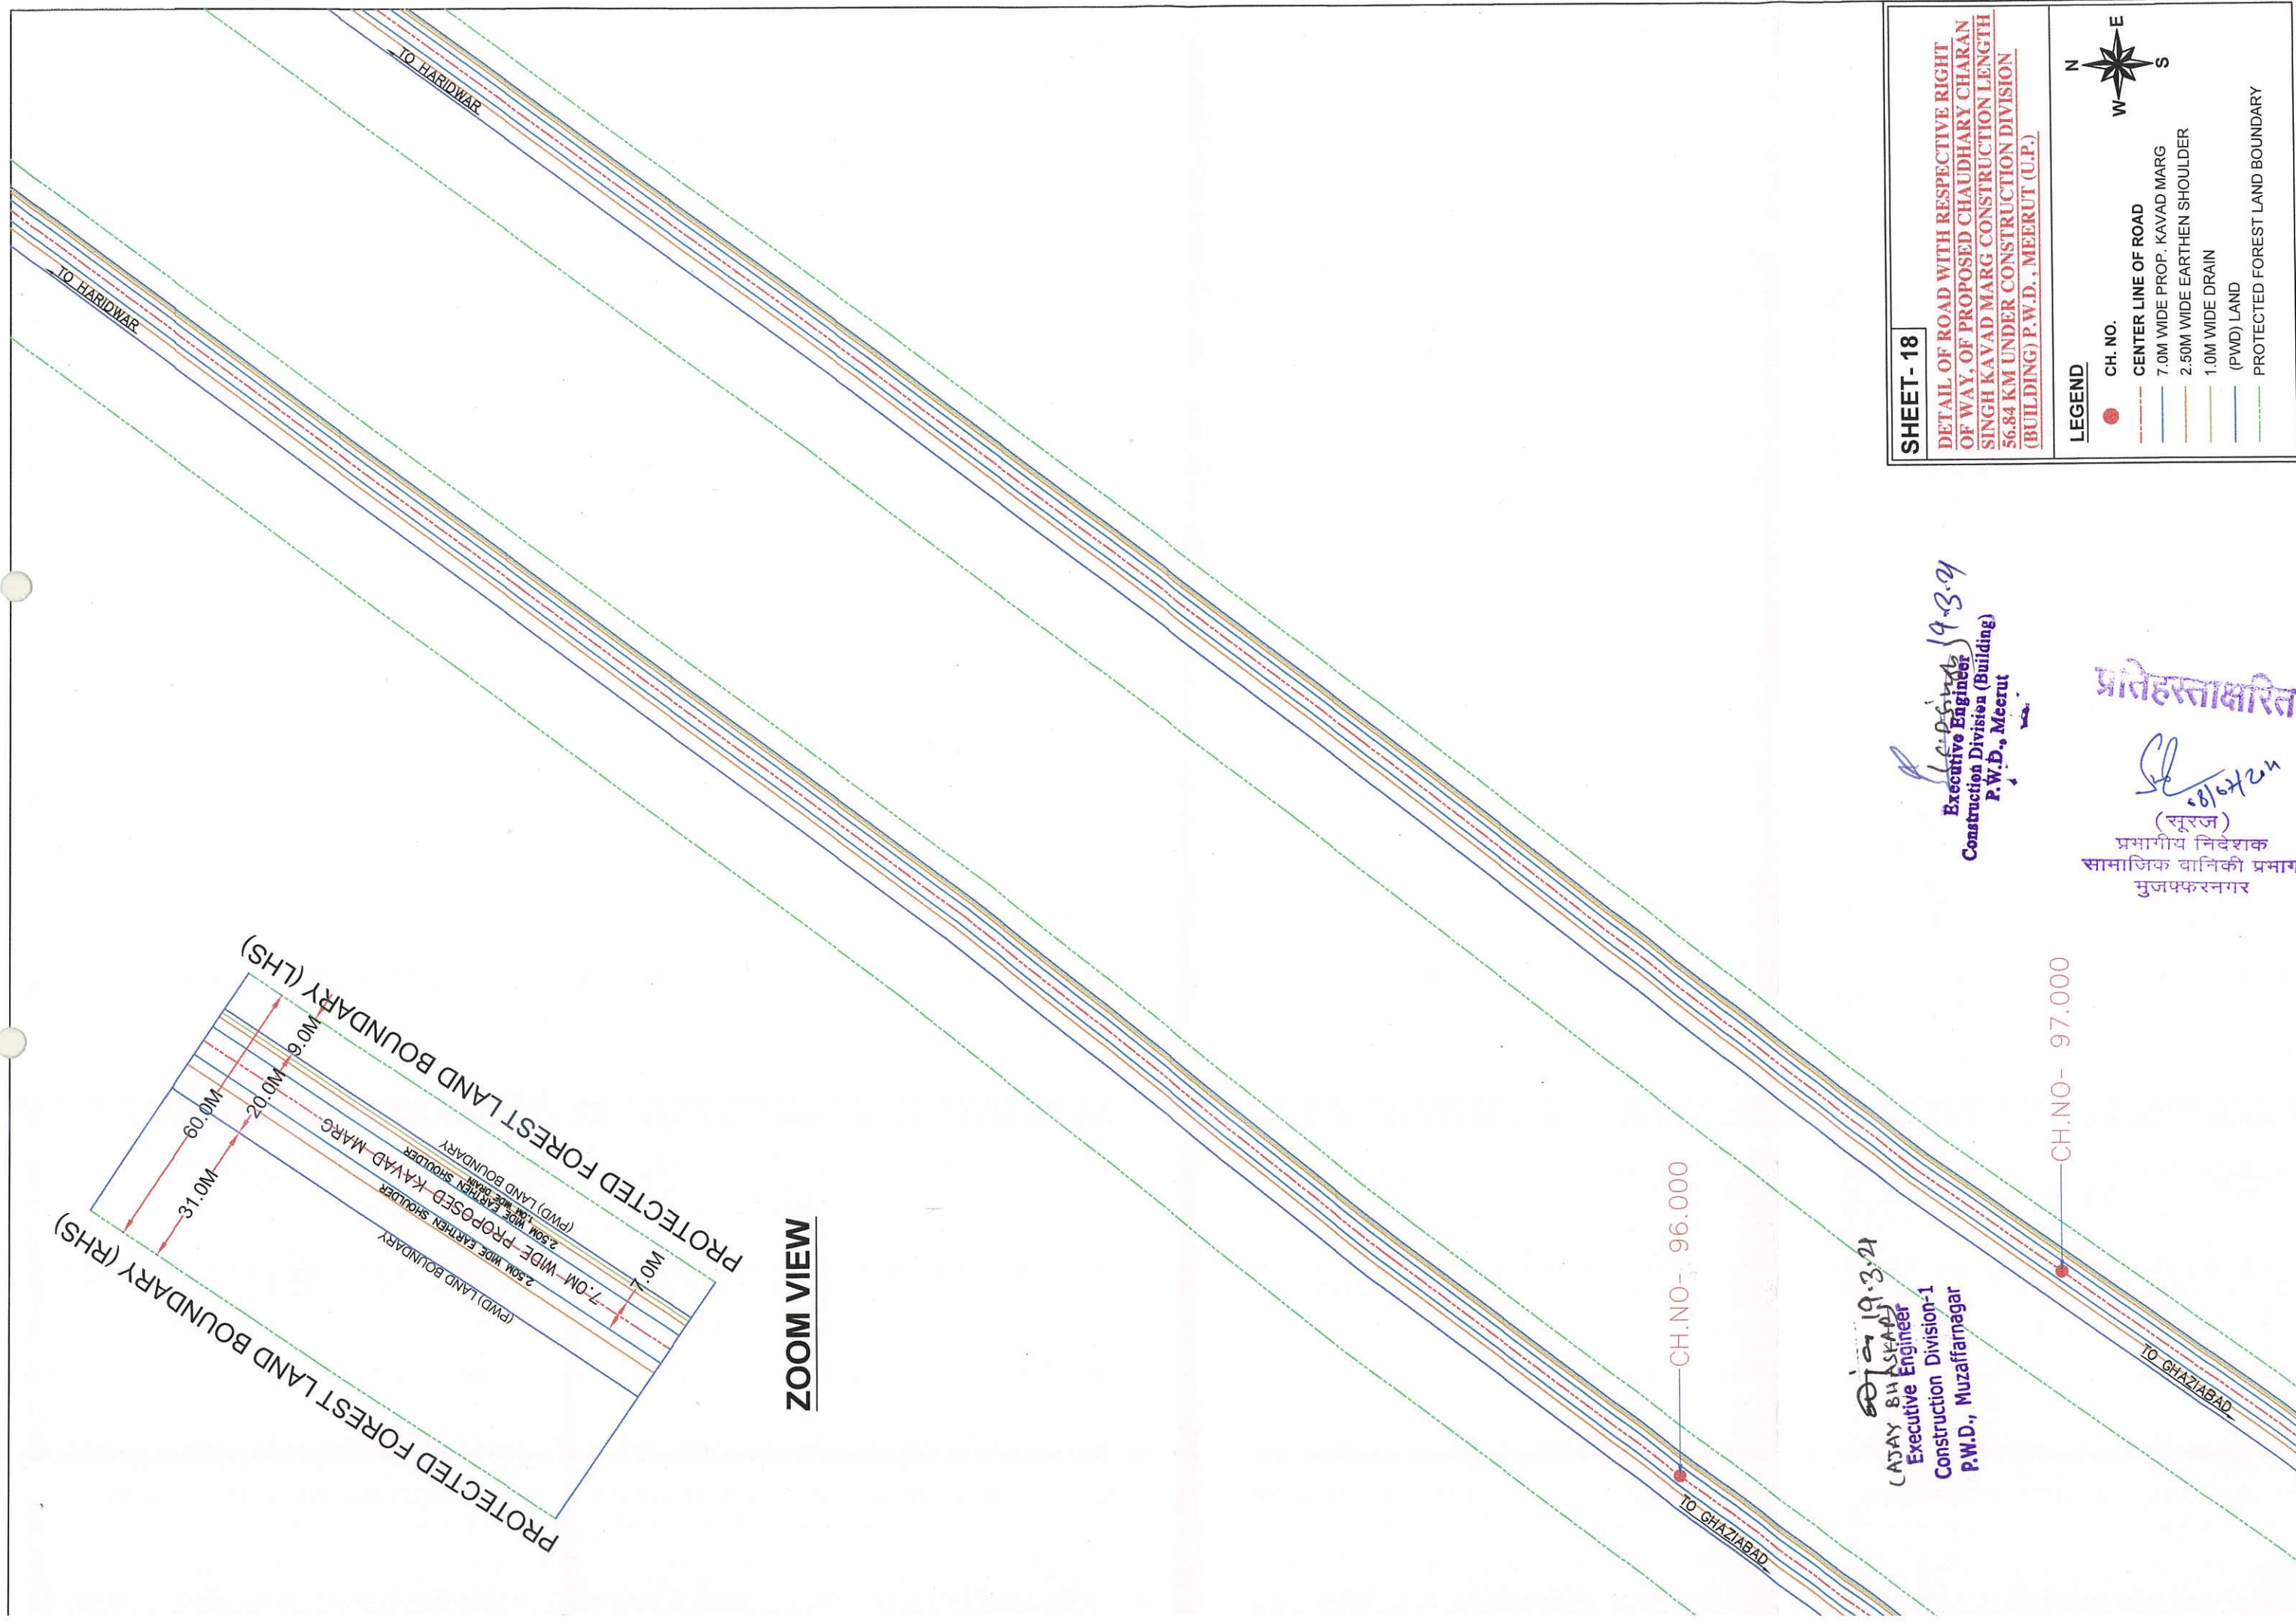 TO HARIDWAR
TO HARIDWAR
PROTECTED FOREST LAND BOUNDARY (RHS)
PROTECTED FOREST LAND BOUNDARY (LHS)
60.0M
31.0M
20.0M
9.0M
(PWD) LAND BOUNDARY
2.50M WIDE EARTHEN SHOULDER
7.0M WIDE PROPOSED KAVAD MARG
2.50M WIDE EARTHEN SHOULDER
1.0M WIDE DRAIN
(PWD) LAND BOUNDARY
7.0M
ZOOM VIEW
CH.NO- 96.000
TO GHAZIABAD
CH.NO- 97.000
TO GHAZIABAD
19.3.21
(AJAY BHASKAR)
Executive Engineer
Construction Division-1
P.W.D., Muzaffarnagar
Executive Engineer
Construction Division (Building)
P.W.D., Meerut
प्रतिहस्ताक्षरित
(सूरज)
प्रभागीय निदेशक
सामाजिक वानिकी प्रभाग
मुजफ्फरनगर
SHEET- 18
DETAIL OF ROAD WITH RESPECTIVE RIGHT
OF WAY, OF PROPOSED CHAUDHARY CHARAN
SINGH KAVAD MARG CONSTRUCTION LENGTH
56.84 KM UNDER CONSTRUCTION DIVISION
(BUILDING) P.W.D. , MEERUT (U.P.)
LEGEND
CH. NO.
CENTER LINE OF ROAD
7.0M WIDE PROP. KAVAD MARG
2.50M WIDE EARTHEN SHOULDER
1.0M WIDE DRAIN
(PWD) LAND
PROTECTED FOREST LAND BOUNDARY
N
W
E
S